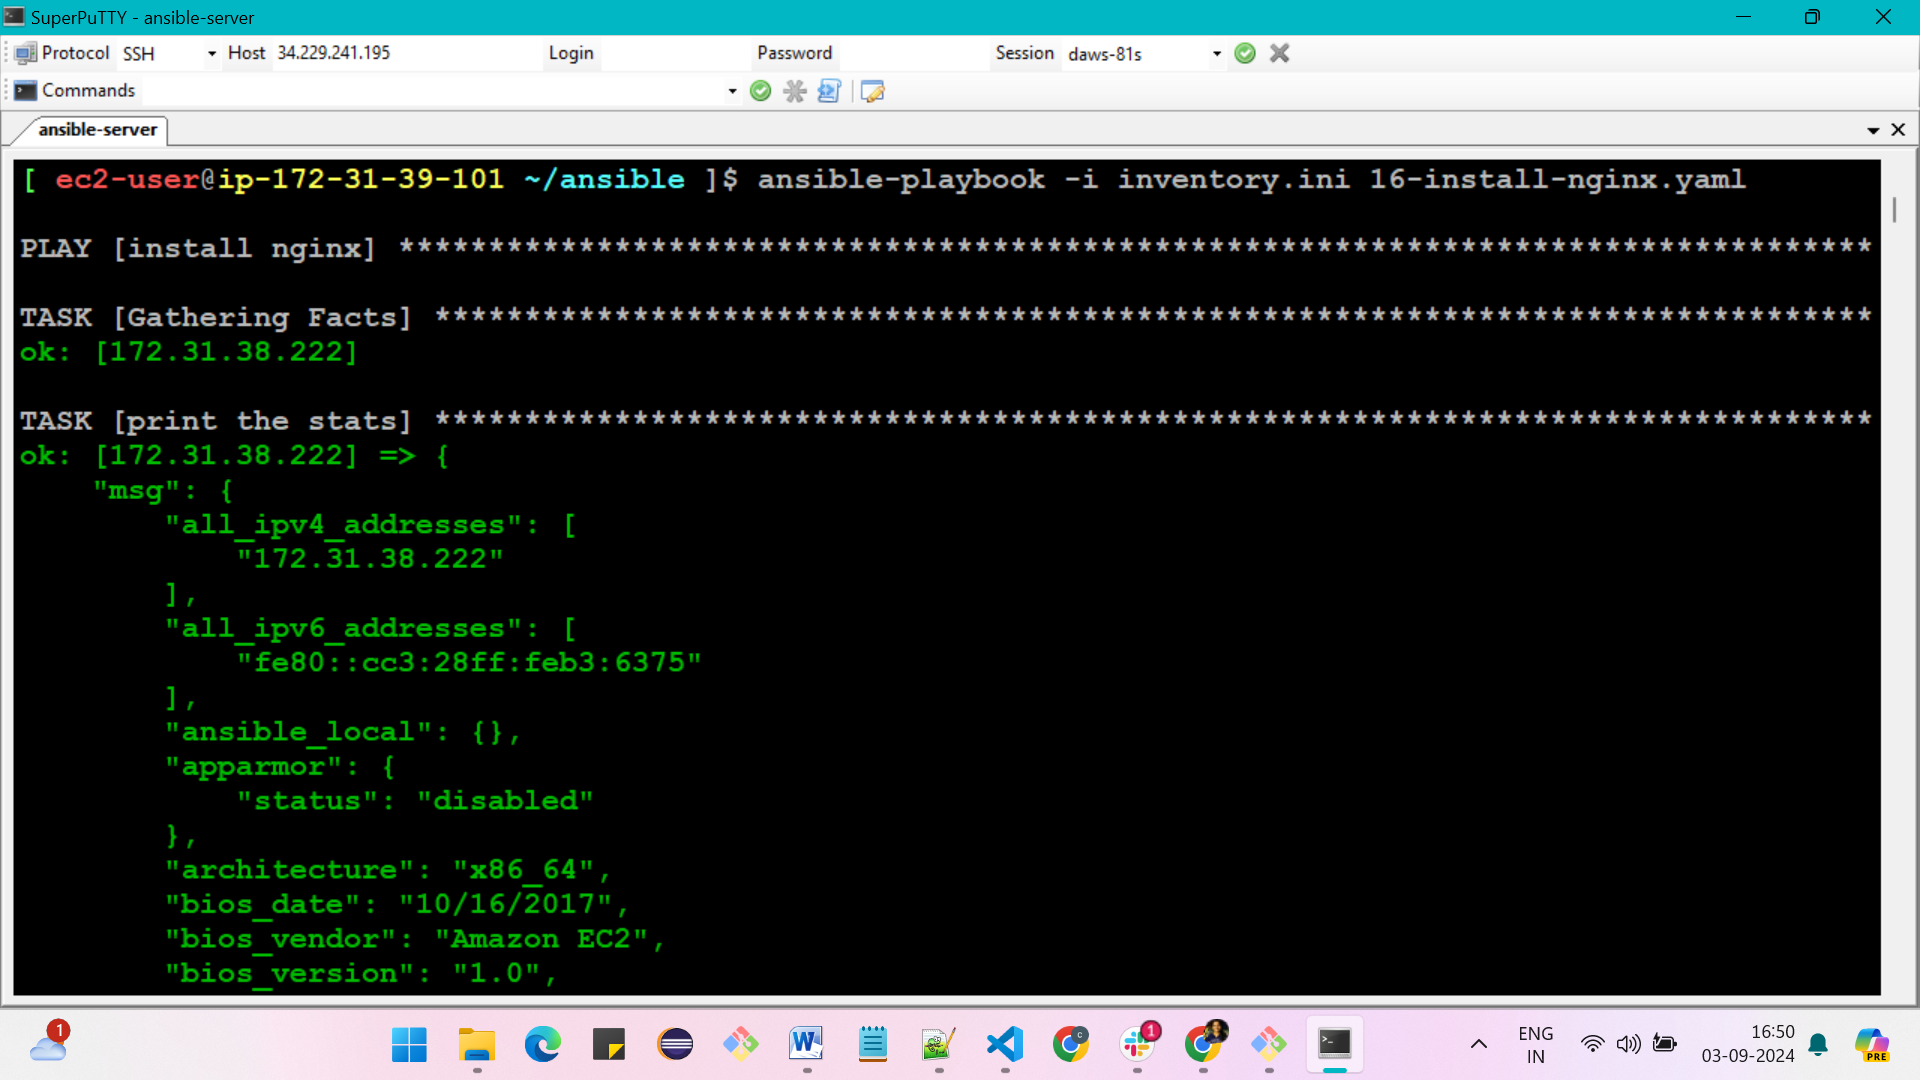 SuperPuTTY - ansible-server
Protocol SSH Host 34.229.241.195 Login Password Session daws-81s
Commands
ansible-server
[ ec2-user@ip-172-31-39-101 ~/ansible ]$ ansible-playbook -i inventory.ini 16-install-nginx.yaml
PLAY [install nginx] **********************************************************************************
TASK [Gathering Facts] ********************************************************************************
ok: [172.31.38.222]
TASK [print the stats] ********************************************************************************
ok: [172.31.38.222] => {
"msg": {
"all_ipv4_addresses": [
"172.31.38.222"
],
"all_ipv6_addresses": [
"fe80::cc3:28ff:feb3:6375"
],
"ansible_local": {},
"apparmor": {
"status": "disabled"
},
"architecture": "x86_64",
"bios_date": "10/16/2017",
"bios_vendor": "Amazon EC2",
"bios_version": "1.0",
1
1
ENG
IN
16:50
03-09-2024
PRE